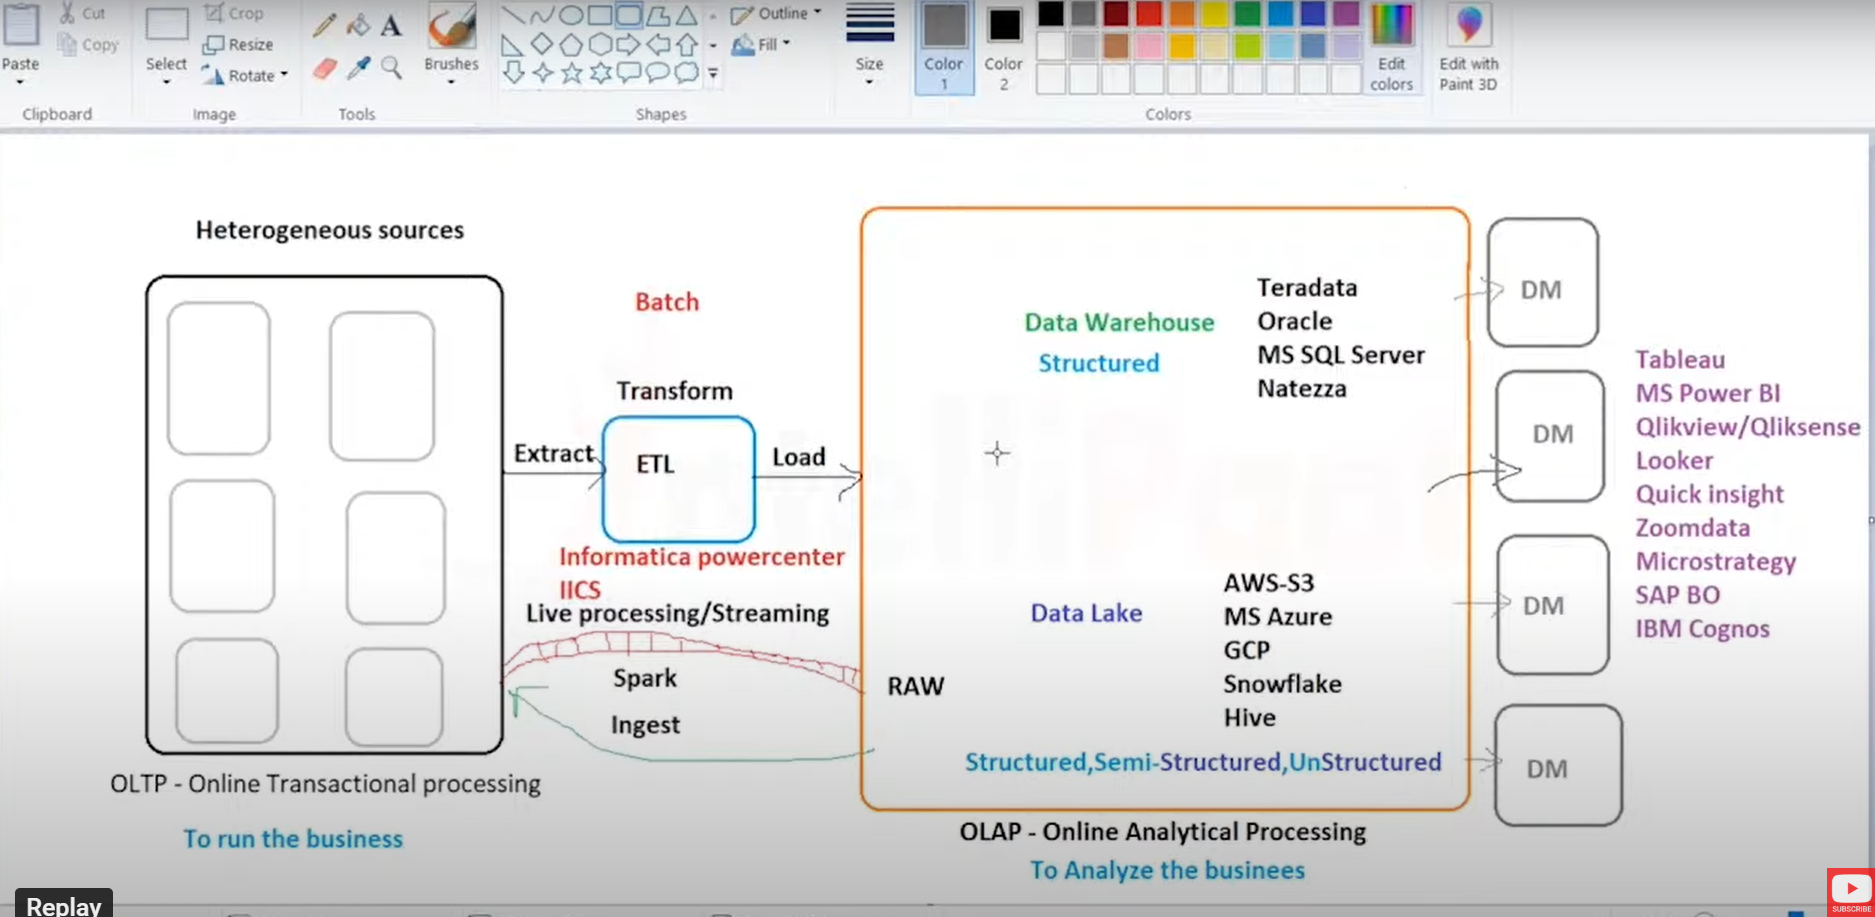 Cut
Copy
Paste
Clipboard
Crop
Resize
Rotate
Select
Image
A
Tools
Brushes
Shapes
Outline
Fill
Size
Color
1
Color
2
Edit
colors
Colors
Edit with
Paint 3D
Heterogeneous sources
OLTP - Online Transactional processing
To run the business
Batch
Transform
Extract
ETL
Load
Informatica powercenter
IICS
Live processing/Streaming
Spark
Ingest
RAW
Data Warehouse
Structured
Teradata
Oracle
MS SQL Server
Natezza
Data Lake
AWS-S3
MS Azure
GCP
Snowflake
Hive
Structured,Semi-Structured,UnStructured
OLAP - Online Analytical Processing
To Analyze the businees
DM
DM
DM
DM
Tableau
MS Power BI
Qlikview/Qliksense
Looker
Quick insight
Zoomdata
Microstrategy
SAP BO
IBM Cognos
Replay
SUBSCRIBE